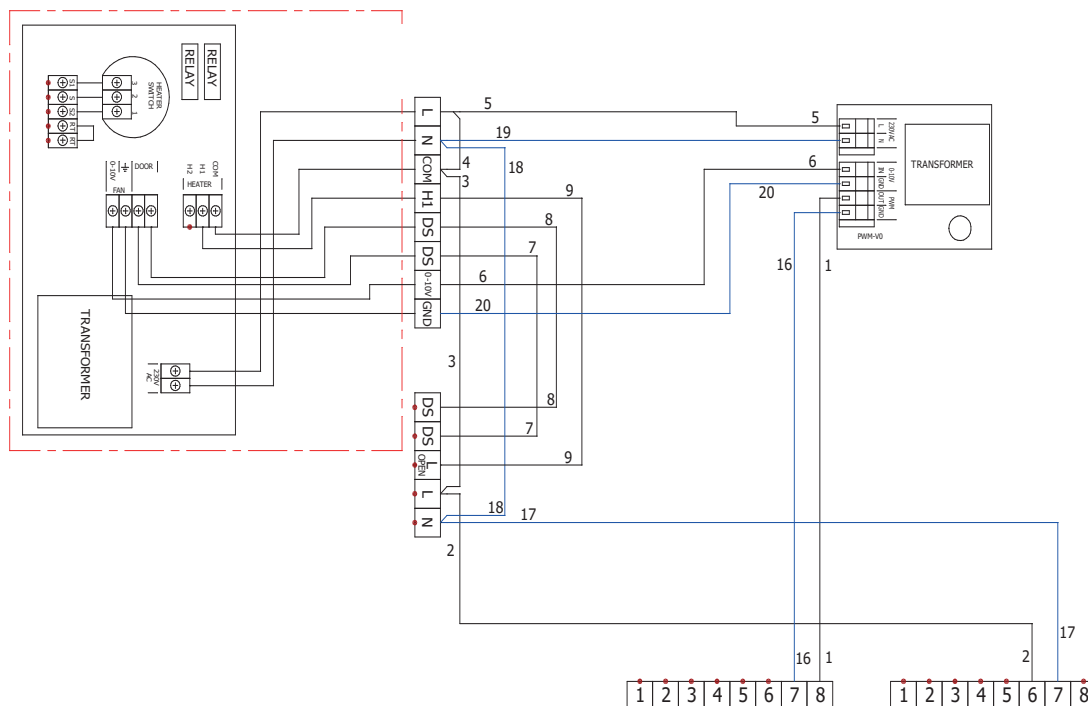 RELAY
RELAY
HEATER
SWITCH
S1
S
S2
RT
RT
3
2
1
0-10V
DOOR
FAN
H2
H1
COM
HEATER
TRANSFORMER
230V
AC
L
N
COM
H1
DS
DS
0-10V
GND
5
19
18
4
3
9
8
7
6
20
3
DS
DS
L
OPEN
L
N
8
7
9
18
17
2
5
6
20
L
N
230VAC
IN
GND
OUT
GND
0-10V
PWM
TRANSFORMER
PWM-V0
16
1
17
16
1
2
1 2 3 4 5 6 7 8
1 2 3 4 5 6 7 8